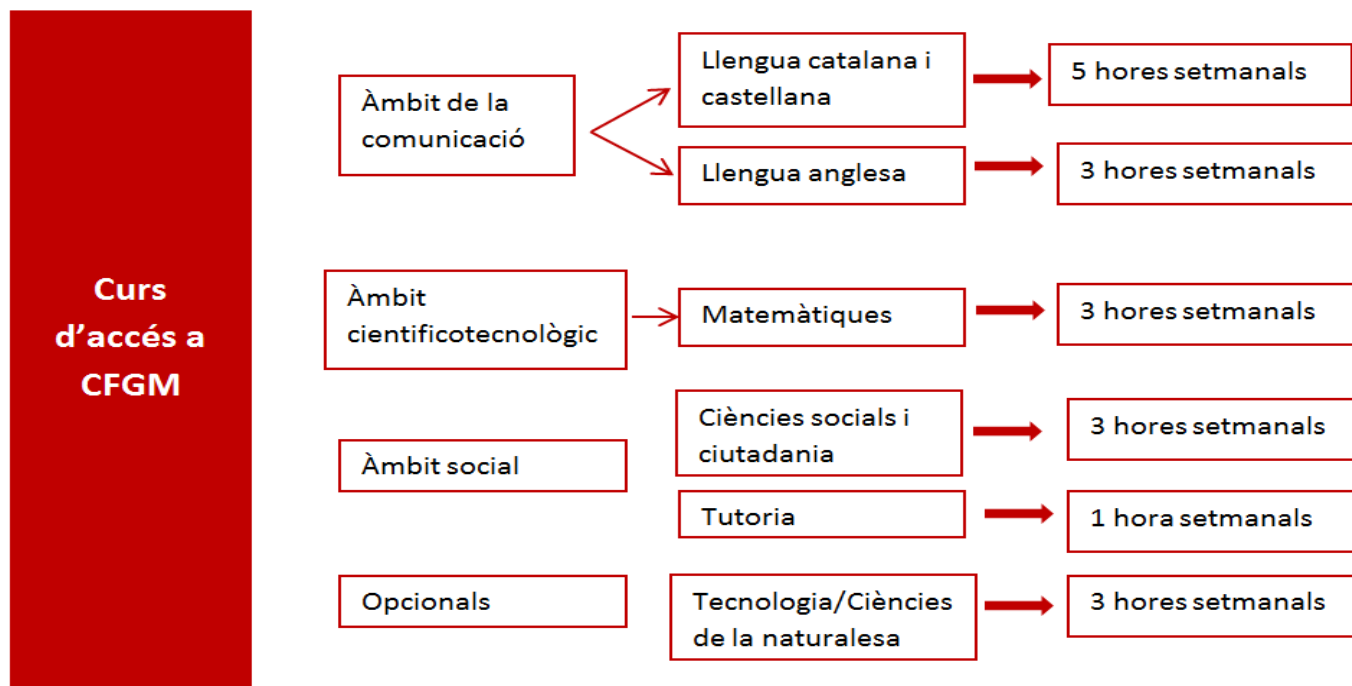 Curs
d’accés a
CFGM
Àmbit de la
comunicació
Llengua catalana i
castellana
5 hores setmanals
Llengua anglesa
3 hores setmanals
Àmbit
cientificotecnològic
Matemàtiques
3 hores setmanals
Àmbit social
Ciències socials i
ciutadania
3 hores setmanals
Tutoria
1 hora setmanals
Opcionals
Tecnologia/Ciències
de la naturalesa
3 hores setmanals